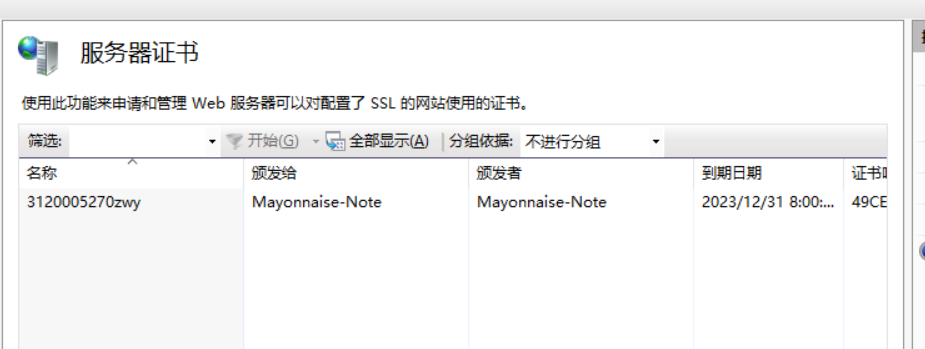 服务器证书
使用此功能来申请和管理 Web 服务器可以对配置了 SSL 的网站使用的证书。
筛选: 开始(G) 全部显示(A) 分组依据: 不进行分组
名称 颁发给 颁发者 到期日期 证书
3120005270zwy Mayonnaise-Note Mayonnaise-Note 2023/12/31 8:00:... 49CE